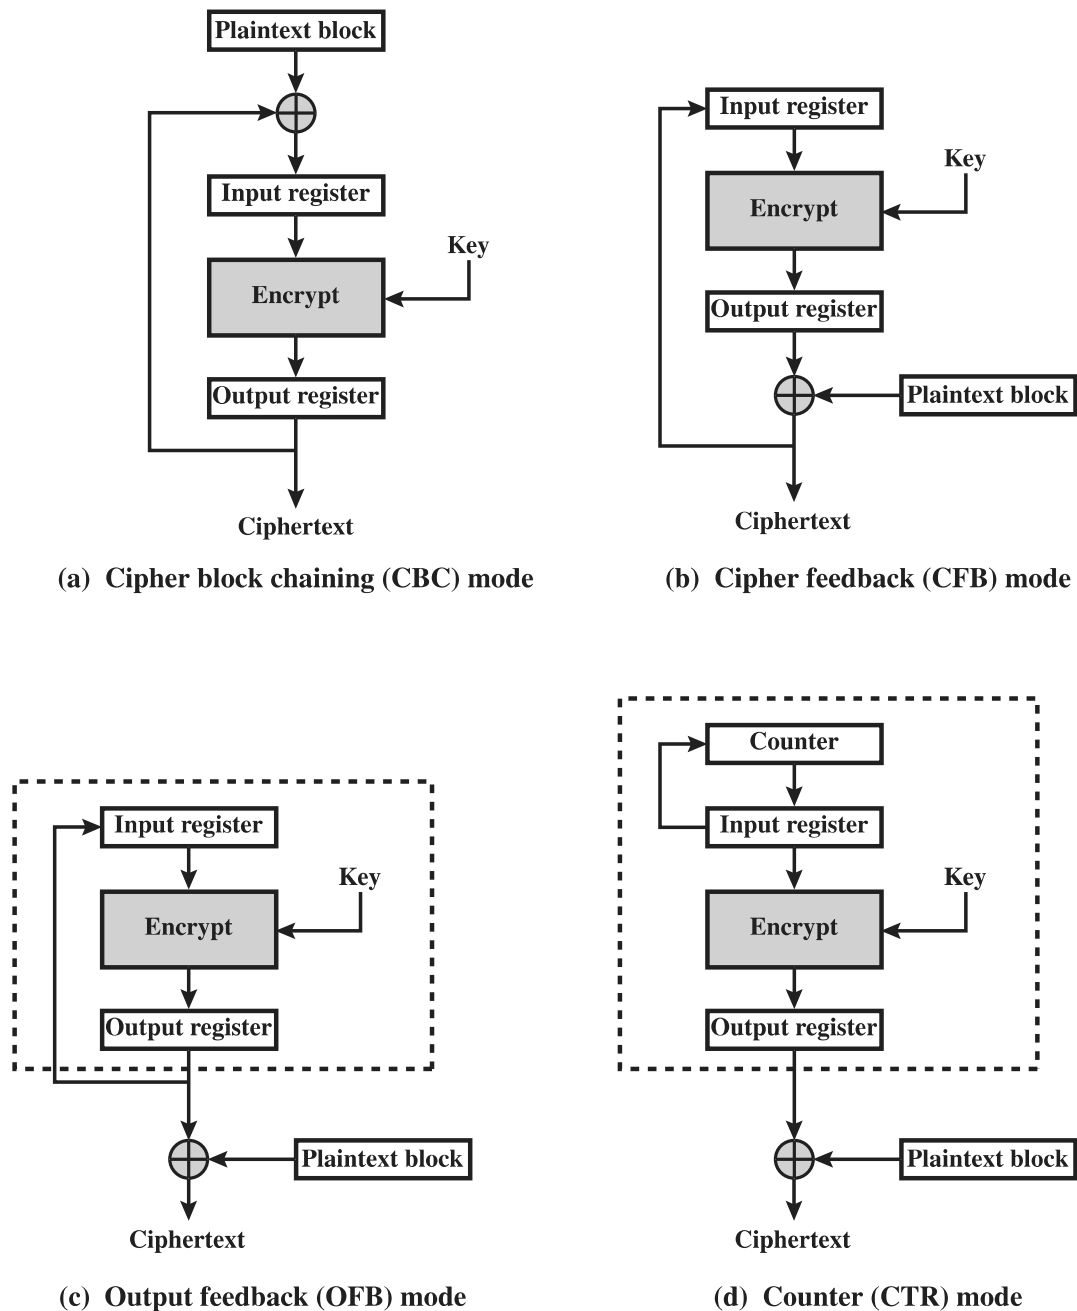 Plaintext block
Input register
Key
Encrypt
Output register
Ciphertext
(a) Cipher block chaining (CBC) mode
Input register
Key
Encrypt
Output register
Plaintext block
Ciphertext
(b) Cipher feedback (CFB) mode
Input register
Key
Encrypt
Output register
Plaintext block
Ciphertext
(c) Output feedback (OFB) mode
Counter
Input register
Key
Encrypt
Output register
Plaintext block
Ciphertext
(d) Counter (CTR) mode